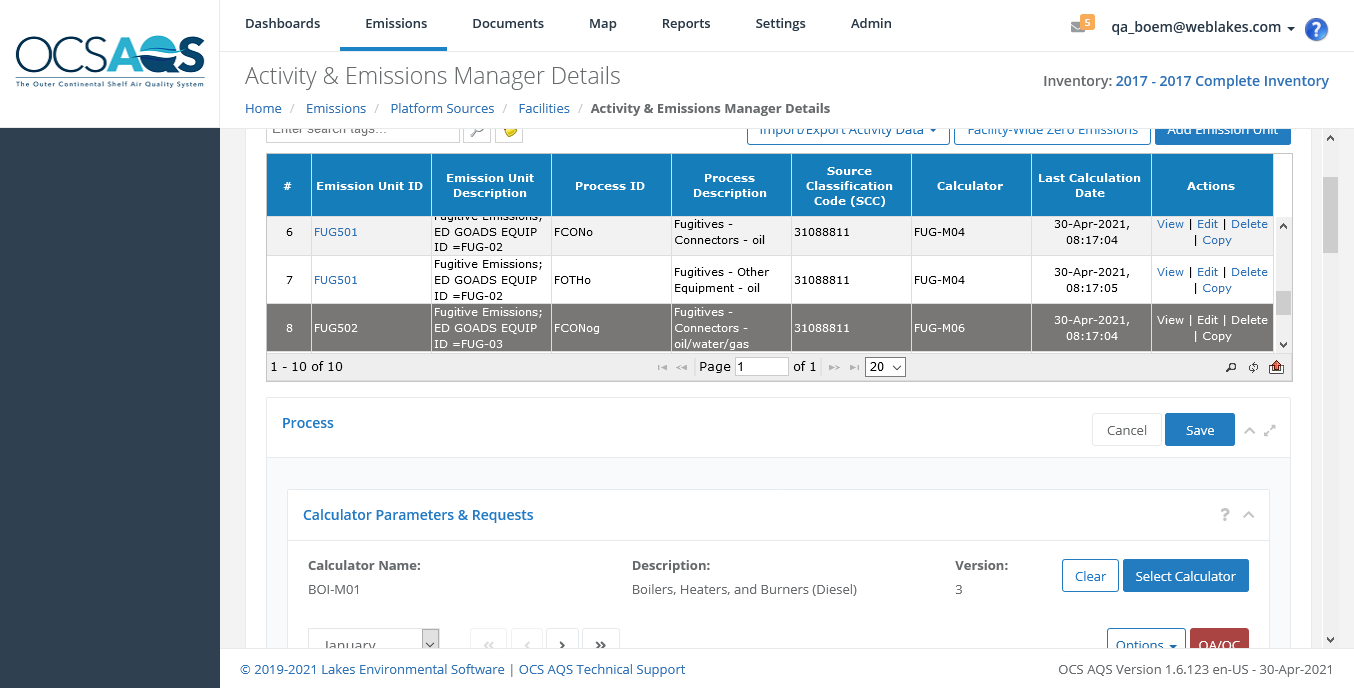 OCSAQS
The Outer Continental Shelf Air Quality System
Dashboards Emissions Documents Map Reports Settings Admin
5 qa_boem@weblakes.com ?
Activity & Emissions Manager Details
Inventory: 2017 - 2017 Complete Inventory
Home / Emissions / Platform Sources / Facilities / Activity & Emissions Manager Details
Enter search tags... Import/Export Activity Data Facility-Wide Zero Emissions Add Emission Unit
# Emission Unit ID Emission Unit Description Process ID Process Description Source Classification Code (SCC) Calculator Last Calculation Date Actions
6 FUG501 Fugitive Emissions; ED GOADS EQUIP ID =FUG-02 FCONo Fugitives - Connectors - oil 31088811 FUG-M04 30-Apr-2021, 08:17:04 View | Edit | Delete | Copy
7 FUG501 Fugitive Emissions; ED GOADS EQUIP ID =FUG-02 FOTHo Fugitives - Other Equipment - oil 31088811 FUG-M04 30-Apr-2021, 08:17:05 View | Edit | Delete | Copy
8 FUG502 Fugitive Emissions; ED GOADS EQUIP ID =FUG-03 FCONog Fugitives - Connectors - oil/water/gas 31088811 FUG-M06 30-Apr-2021, 08:17:04 View | Edit | Delete | Copy
1 - 10 of 10 Page 1 of 1 20
Process Cancel Save
Calculator Parameters & Requests ?
Calculator Name: Description: Version:
BOI-M01 Boilers, Heaters, and Burners (Diesel) 3 Clear Select Calculator
January Options QA/QC
© 2019-2021 Lakes Environmental Software | OCS AQS Technical Support OCS AQS Version 1.6.123 en-US - 30-Apr-2021